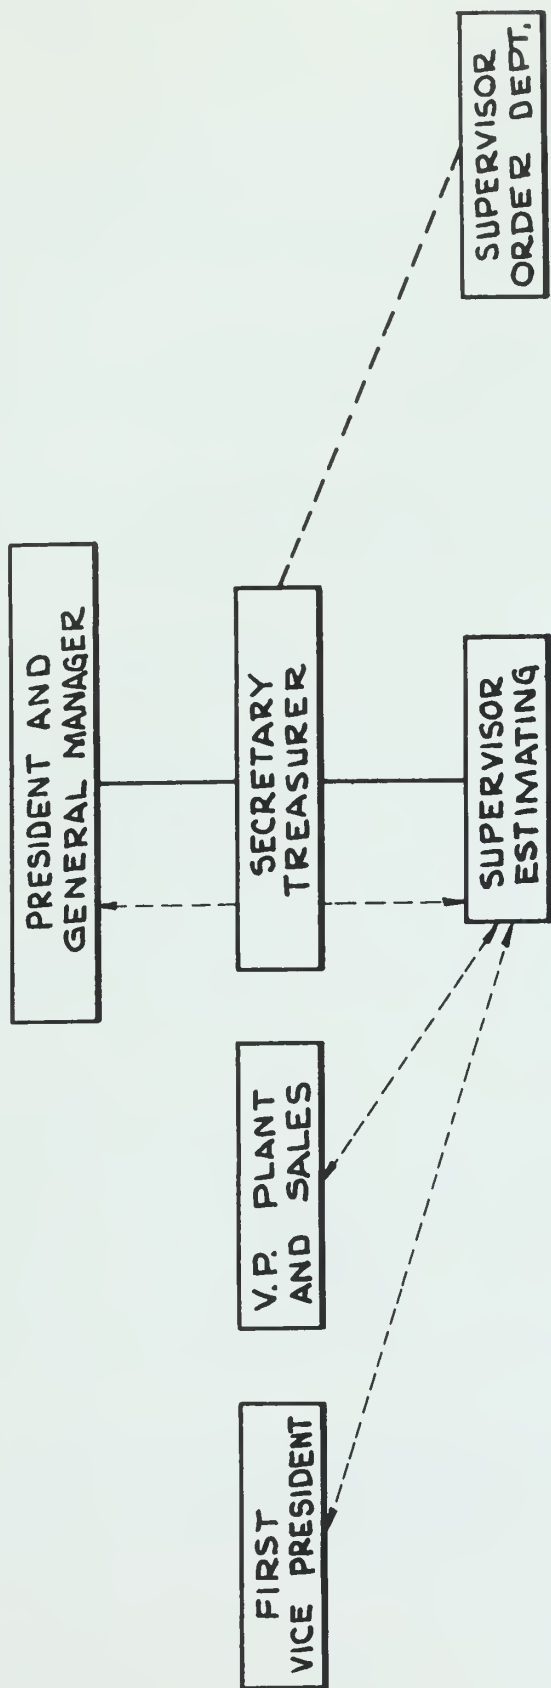 PRESIDENT AND
GENERAL MANAGER
FIRST
VICE PRESIDENT
V.P. PLANT
AND SALES
SECRETARY
TREASURER
SUPERVISOR
ESTIMATING
SUPERVISOR
ORDER DEPT.